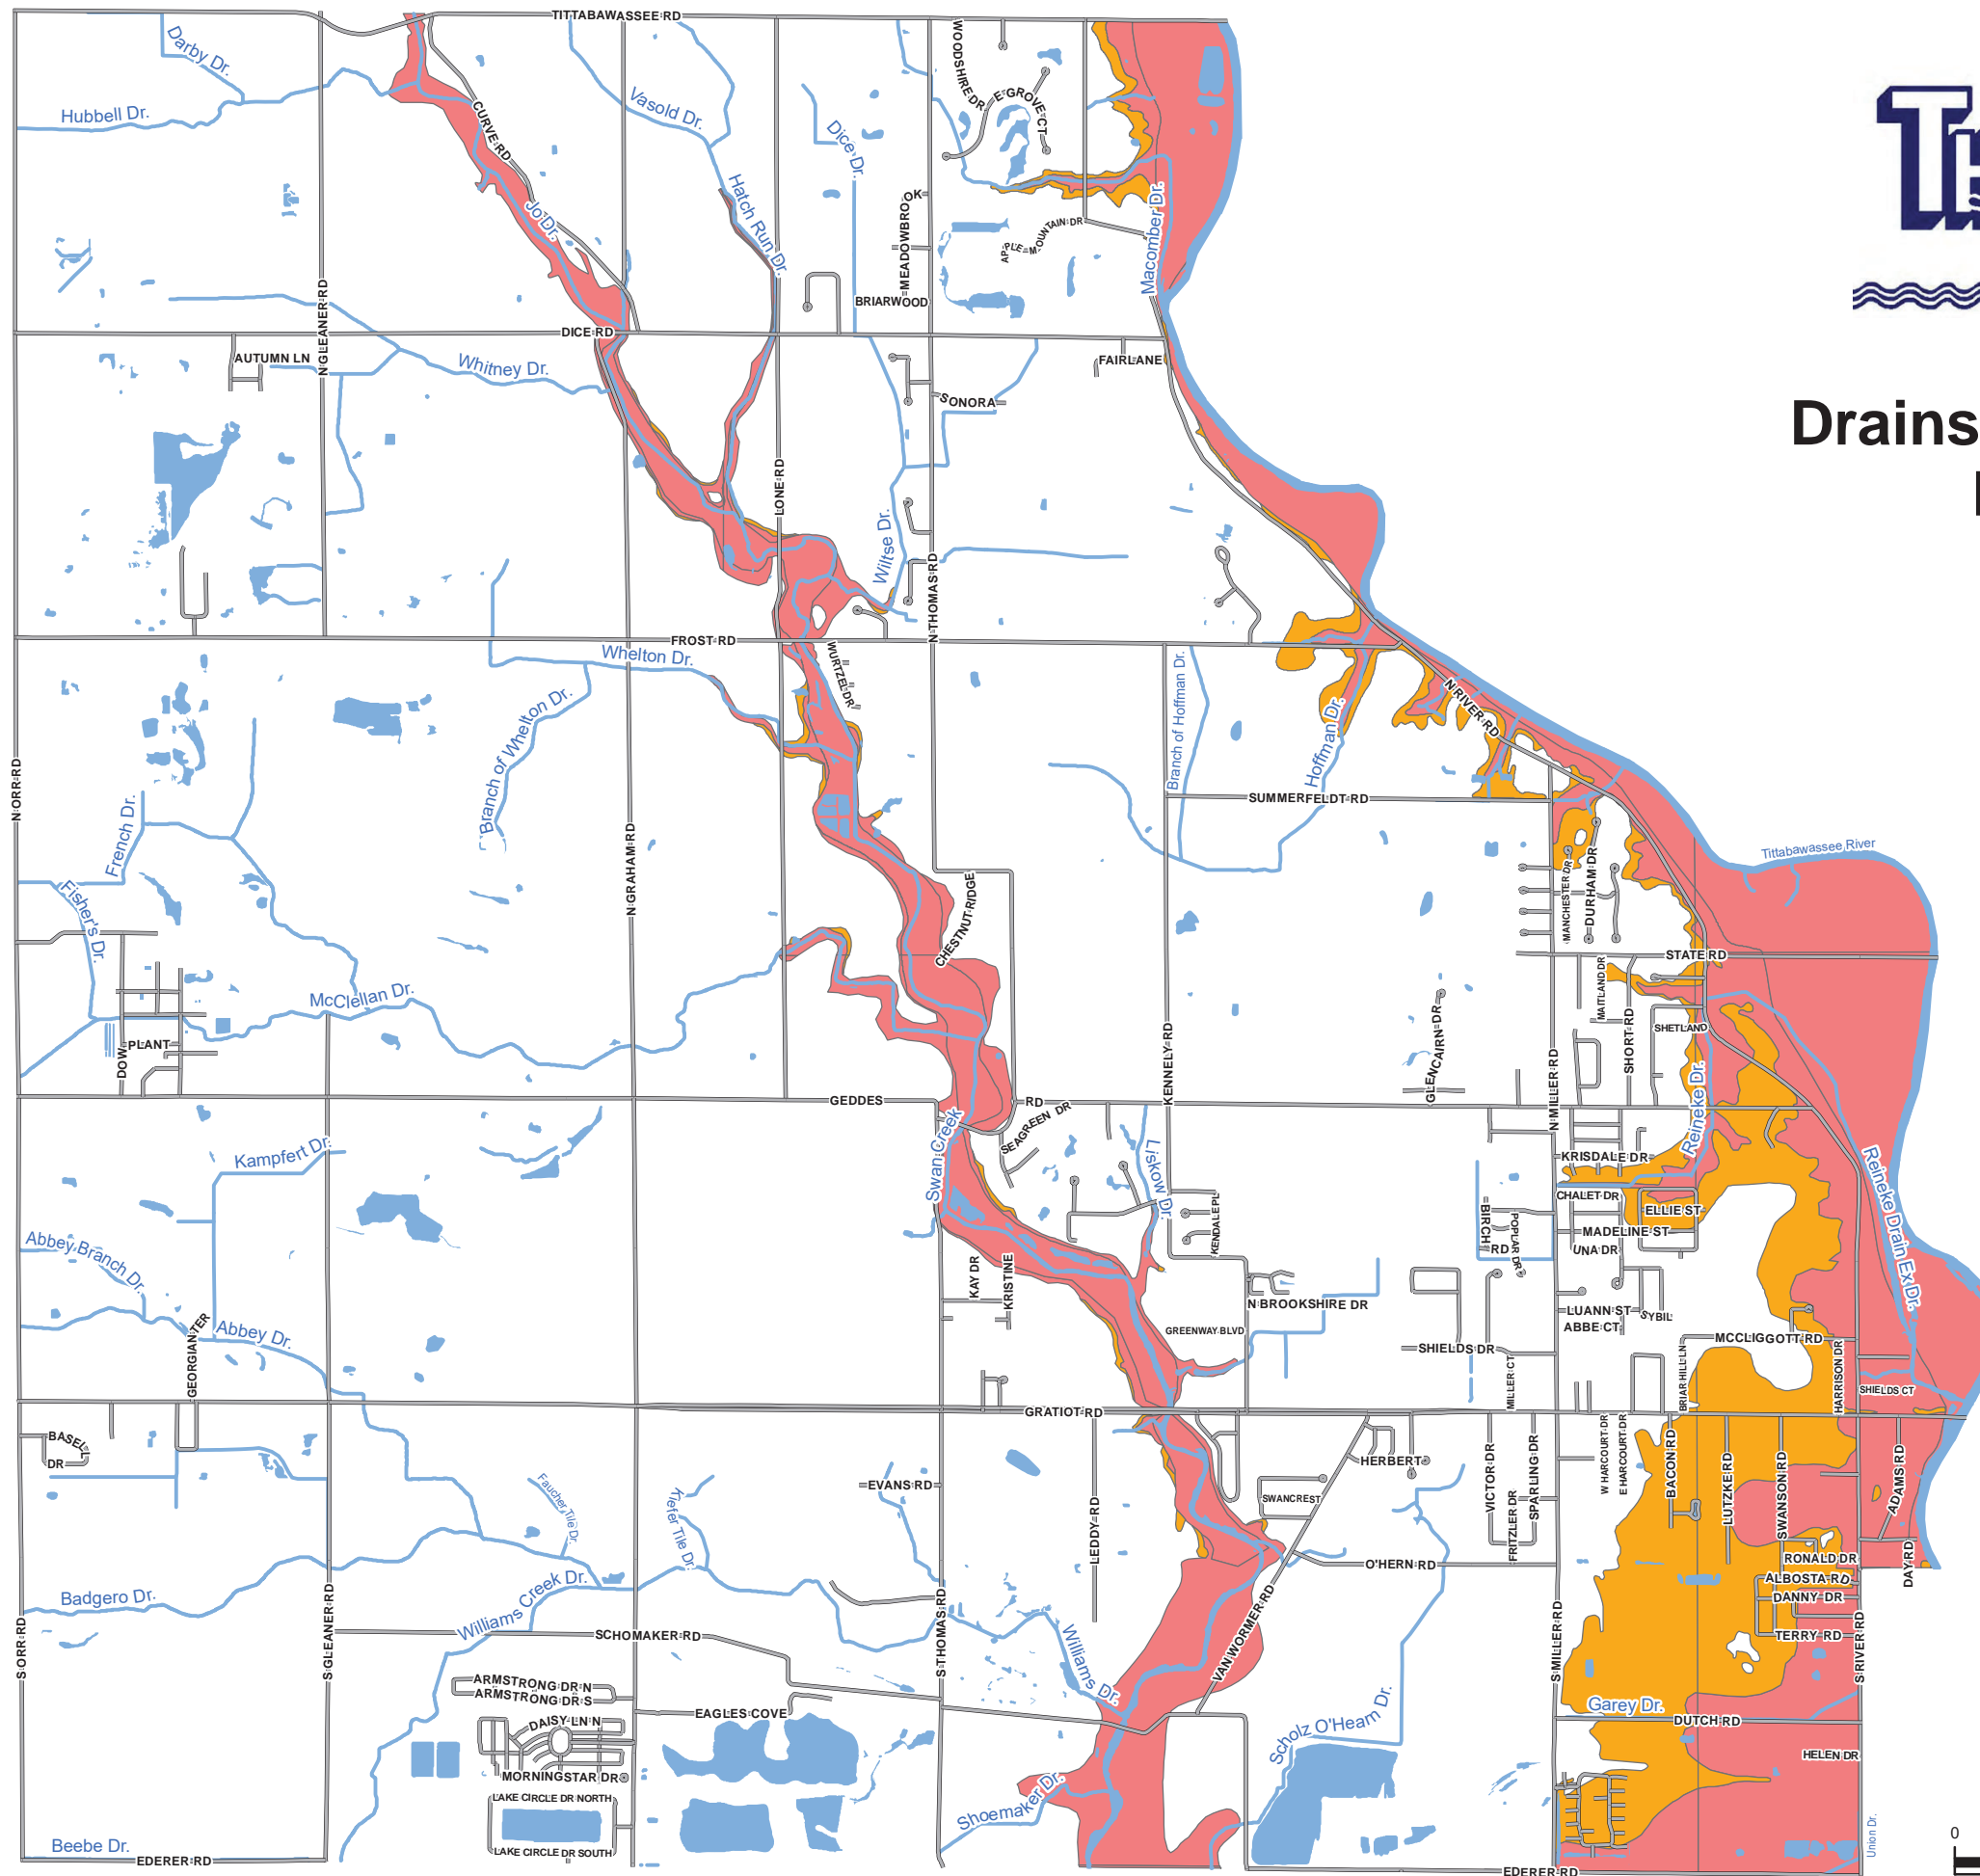 TITTABAWASSEE RD
Darby Dr.
Hubbell Dr.
CURVE RD
Vasold Dr.
Dice Dr.
WOODSHIRE DR
E GROVE CT
Hatch Run Dr.
Jo Dr.
MEADOWBROOK
APPLE MOUNTAIN DR
Macomber Dr.
BRIARWOOD
N GLEANER RD
DICE RD
AUTUMN LN
Whitney Dr.
FAIRLANE
SONORA
Drains
LONE RD
Wiltse Dr.
N THOMAS RD
FROST RD
Whelton Dr.
WURTZEL DR
Branch of Hoffman Dr.
Hoffman Dr.
N RIVER RD
Branch of Whelton Dr.
N ORR RD
French Dr.
SUMMERFELDT RD
N GRAHAM RD
Tittabawassee River
MANCHESTER DR
DURHAM DR
CHESTNUT RIDGE
Fisher's Dr.
STATE RD
MAITLAND DR
McClellan Dr.
GLENCAIRN DR
SHORT RD
SHETLAND
DOW
PLANT
KENNELY RD
N MILLER RD
Reineke Dr.
GEDDES
RD
SEAGREEN DR
Swan Creek
Liskow Dr.
Kampfert Dr.
KRISDALE DR
CHALET DR
ELLIE ST
MADELINE ST
UNA DR
BIRCH
RD
POPLAR DR
KENDALE PL
Reineke Drain Ex Dr.
Abbey Branch Dr.
KAY DR
KRISTINE
N BROOKSHIRE DR
LUANN ST
SYBIL
ABBE CT
GREENWAY BLVD
GEORGIAN TER
Abbey Dr.
SHIELDS DR
MCCLIGGOTT RD
MILLER CT
BRIAR HILL LN
HARRISON DR
SHIELDS CT
GRATIOT RD
BASEL
DR
EVANS RD
HERBERT
SWANCREST
VICTOR DR
FRITZLER DR
SPARLING DR
W HARCOURT DR
E HARCOURT DR
BACON RD
LUTZKE RD
SWANSON RD
ADAMS RD
Faucher Tile Dr.
Kiefer Tile Dr.
LEDDY RD
O'HERN RD
RONALD DR
ALBOSTA RD
DANNY DR
DAY RD
Badgero Dr.
Williams Creek Dr.
SCHOMAKER RD
S THOMAS RD
Williams Dr.
VAN WORMER RD
S MILLER RD
TERRY RD
S RIVER RD
S ORR RD
S GLEANER RD
ARMSTRONG DR N
ARMSTRONG DR S
EAGLES COVE
DAISY LN N
Scholz O'Hearn Dr.
Garey Dr.
DUTCH RD
HELEN DR
MORNINGSTAR DR
LAKE CIRCLE DR NORTH
LAKE CIRCLE DR SOUTH
Shoemaker Dr.
Union Dr.
Beebe Dr.
EDERER RD
EDERER RD
0